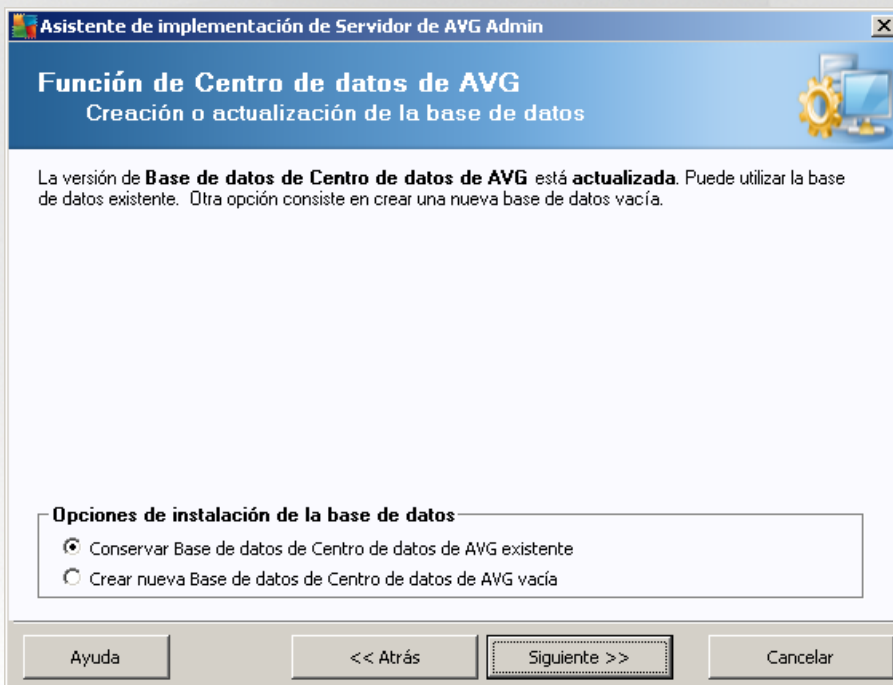 Asistente de implementación de Servidor de AVG Admin
Función de Centro de datos de AVG
Creación o actualización de la base de datos
La versión de Base de datos de Centro de datos de AVG está actualizada. Puede utilizar la base
de datos existente. Otra opción consiste en crear una nueva base de datos vacía.
Opciones de instalación de la base de datos
Conservar Base de datos de Centro de datos de AVG existente
Crear nueva Base de datos de Centro de datos de AVG vacía
Ayuda
<< Atrás
Siguiente >>
Cancelar